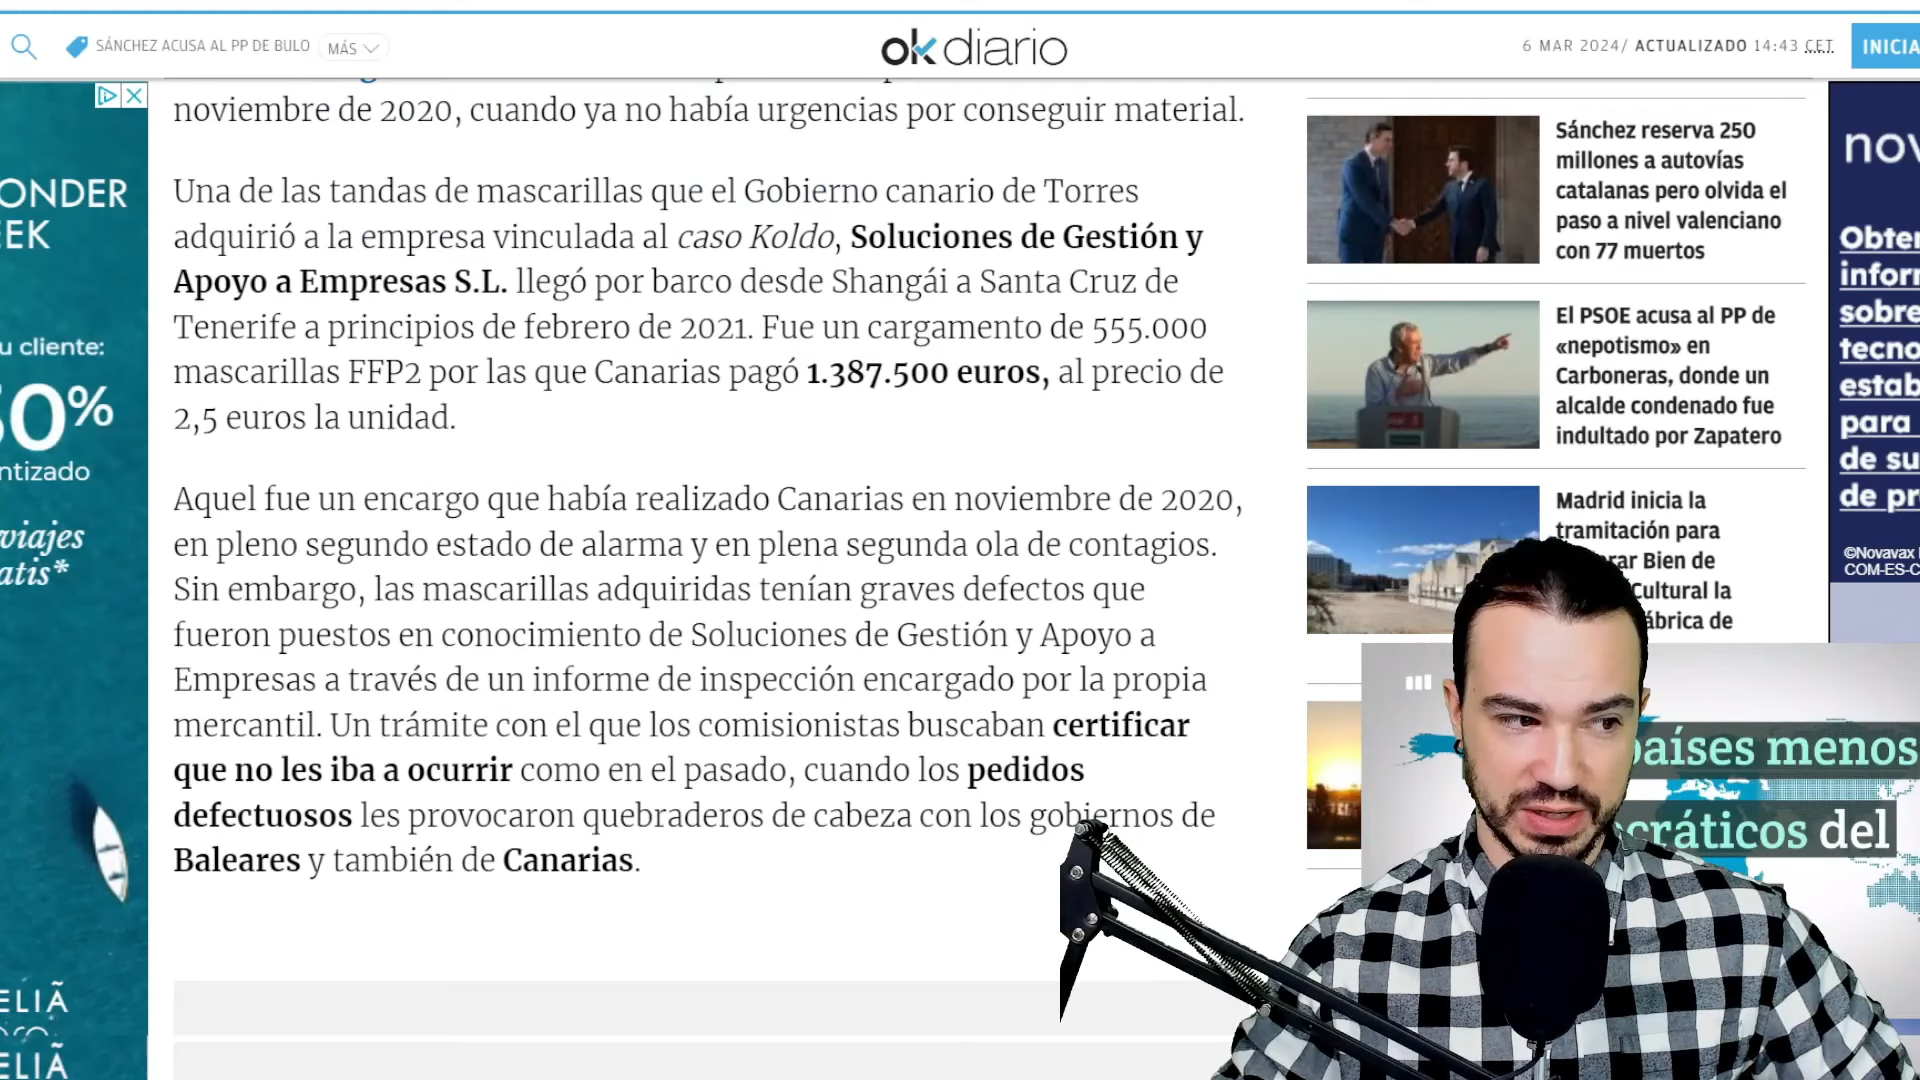 SÁNCHEZ ACUSA AL PP DE BULO
MÁS
okdiario
6 MAR 2024/ ACTUALIZADO 14:43 CET
INICIA
noviembre de 2020, cuando ya no había urgencias por conseguir material.
Una de las tandas de mascarillas que el Gobierno canario de Torres
adquirió a la empresa vinculada al caso Koldo, Soluciones de Gestión y
Apoyo a Empresas S.L. llegó por barco desde Shangái a Santa Cruz de
Tenerife a principios de febrero de 2021. Fue un cargamento de 555.000
mascarillas FFP2 por las que Canarias pagó 1.387.500 euros, al precio de
2,5 euros la unidad.
Aquel fue un encargo que había realizado Canarias en noviembre de 2020,
en pleno segundo estado de alarma y en plena segunda ola de contagios.
Sin embargo, las mascarillas adquiridas tenían graves defectos que
fueron puestos en conocimiento de Soluciones de Gestión y Apoyo a
Empresas a través de un informe de inspección encargado por la propia
mercantil. Un trámite con el que los comisionistas buscaban certificar
que no les iba a ocurrir como en el pasado, cuando los pedidos
defectuosos les provocaron quebraderos de cabeza con los gobiernos de
Baleares y también de Canarias.
Sánchez reserva 250
millones a autovías
catalanas pero olvida el
paso a nivel valenciano
con 77 muertos
El PSOE acusa al PP de
«nepotismo» en
Carboneras, donde un
alcalde condenado fue
indultado por Zapatero
Madrid inicia la
tramitación para
rar Bien de
Cultural la
ábrica de
países menos
cráticos del
ONDER
EEK
u cliente:
0%
ntizado
viajes
atis*
ELIÃ
ELIÃ
nov
Obten
inform
sobre
tecno
estab
para
de su
de pr
©Novavax
COM-ES-C